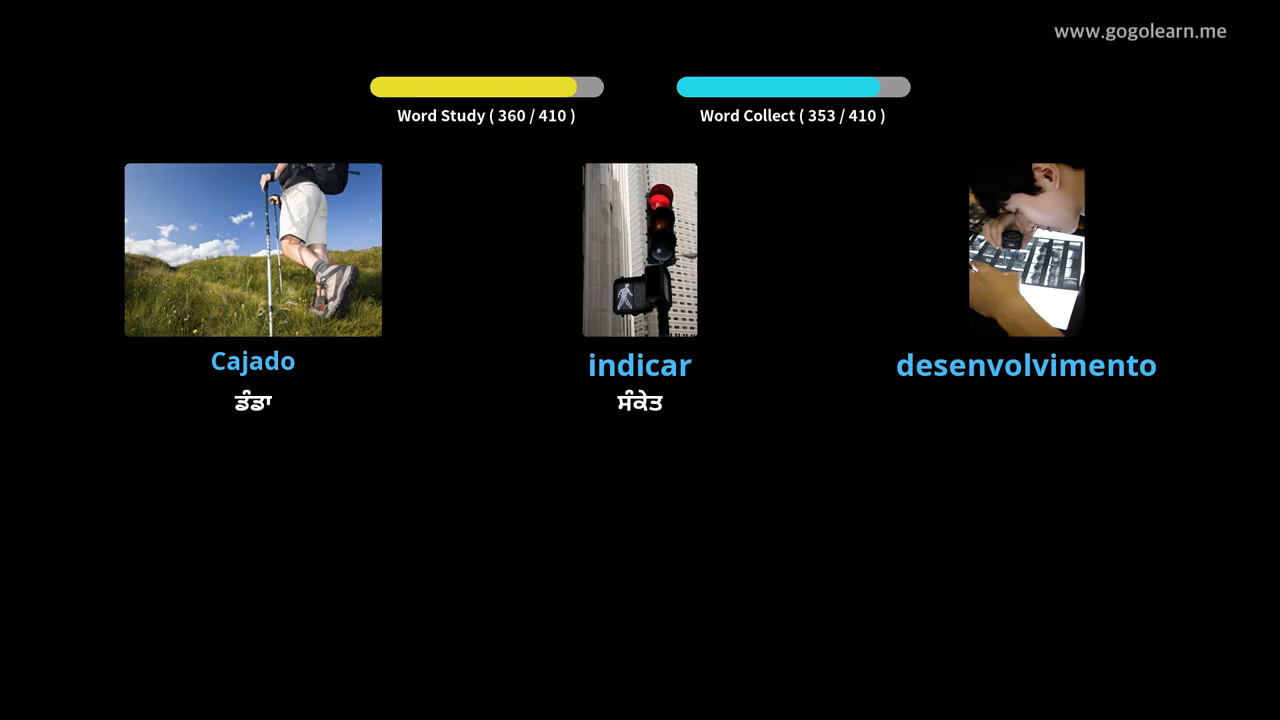 www.gogolearn.me
Word Study ( 360 / 410 )
Word Collect ( 353 / 410 )
Cajado
indicar
desenvolvimento
ਡੰਡਾ
ਸੰਕੇਤ